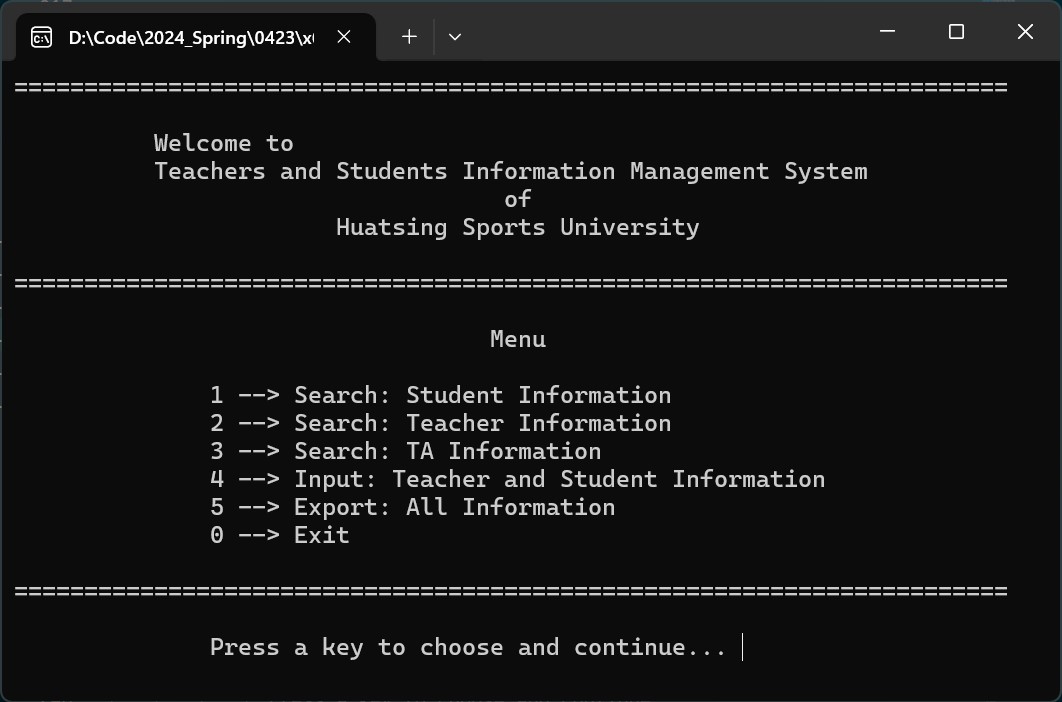 D:\Code\2024_Spring\0423\x
=======================================================================
Welcome to
Teachers and Students Information Management System
of
Huatsing Sports University
=======================================================================
Menu
1 --> Search: Student Information
2 --> Search: Teacher Information
3 --> Search: TA Information
4 --> Input: Teacher and Student Information
5 --> Export: All Information
0 --> Exit
=======================================================================
Press a key to choose and continue...